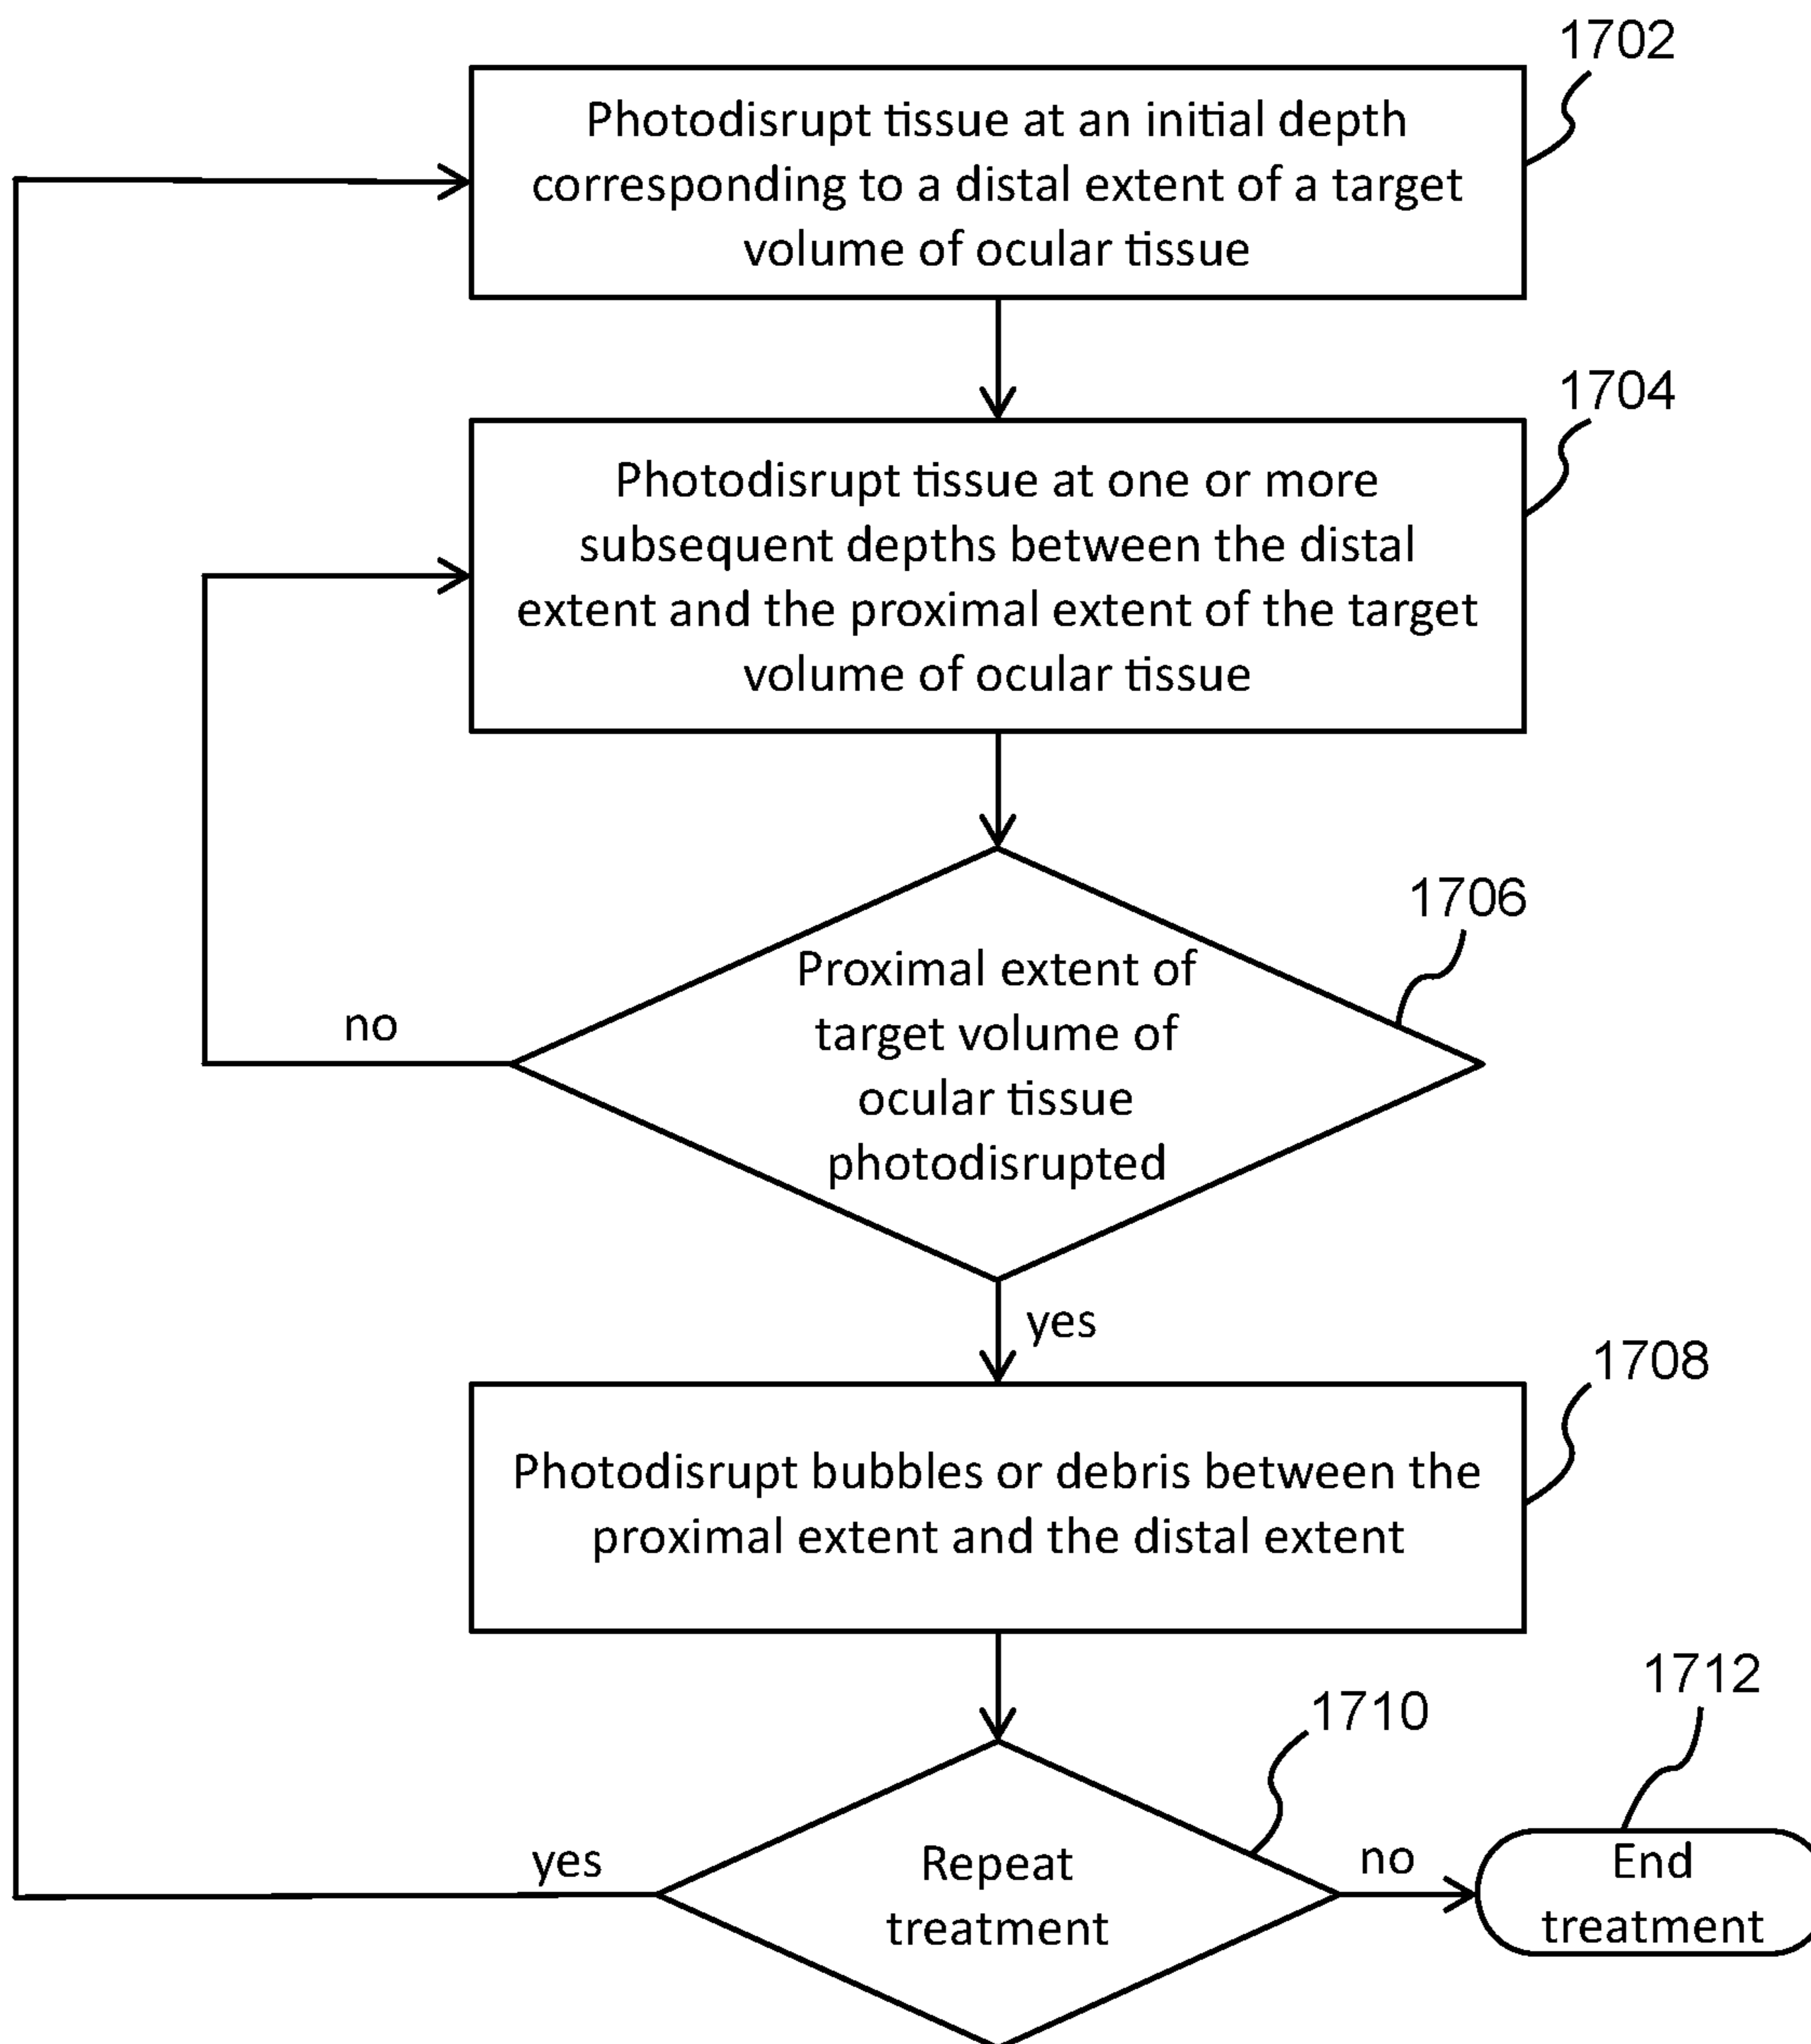 1702
Photodisrupt tissue at an initial depth
corresponding to a distal extent of a target
volume of ocular tissue
1704
Photodisrupt tissue at one or more
subsequent depths between the distal
extent and the proximal extent of the target
volume of ocular tissue
1706
Proximal extent of
target volume of
ocular tissue
photodisrupted
no
yes
1708
Photodisrupt bubbles or debris between the
proximal extent and the distal extent
1710
1712
Repeat
treatment
yes
no
End
treatment